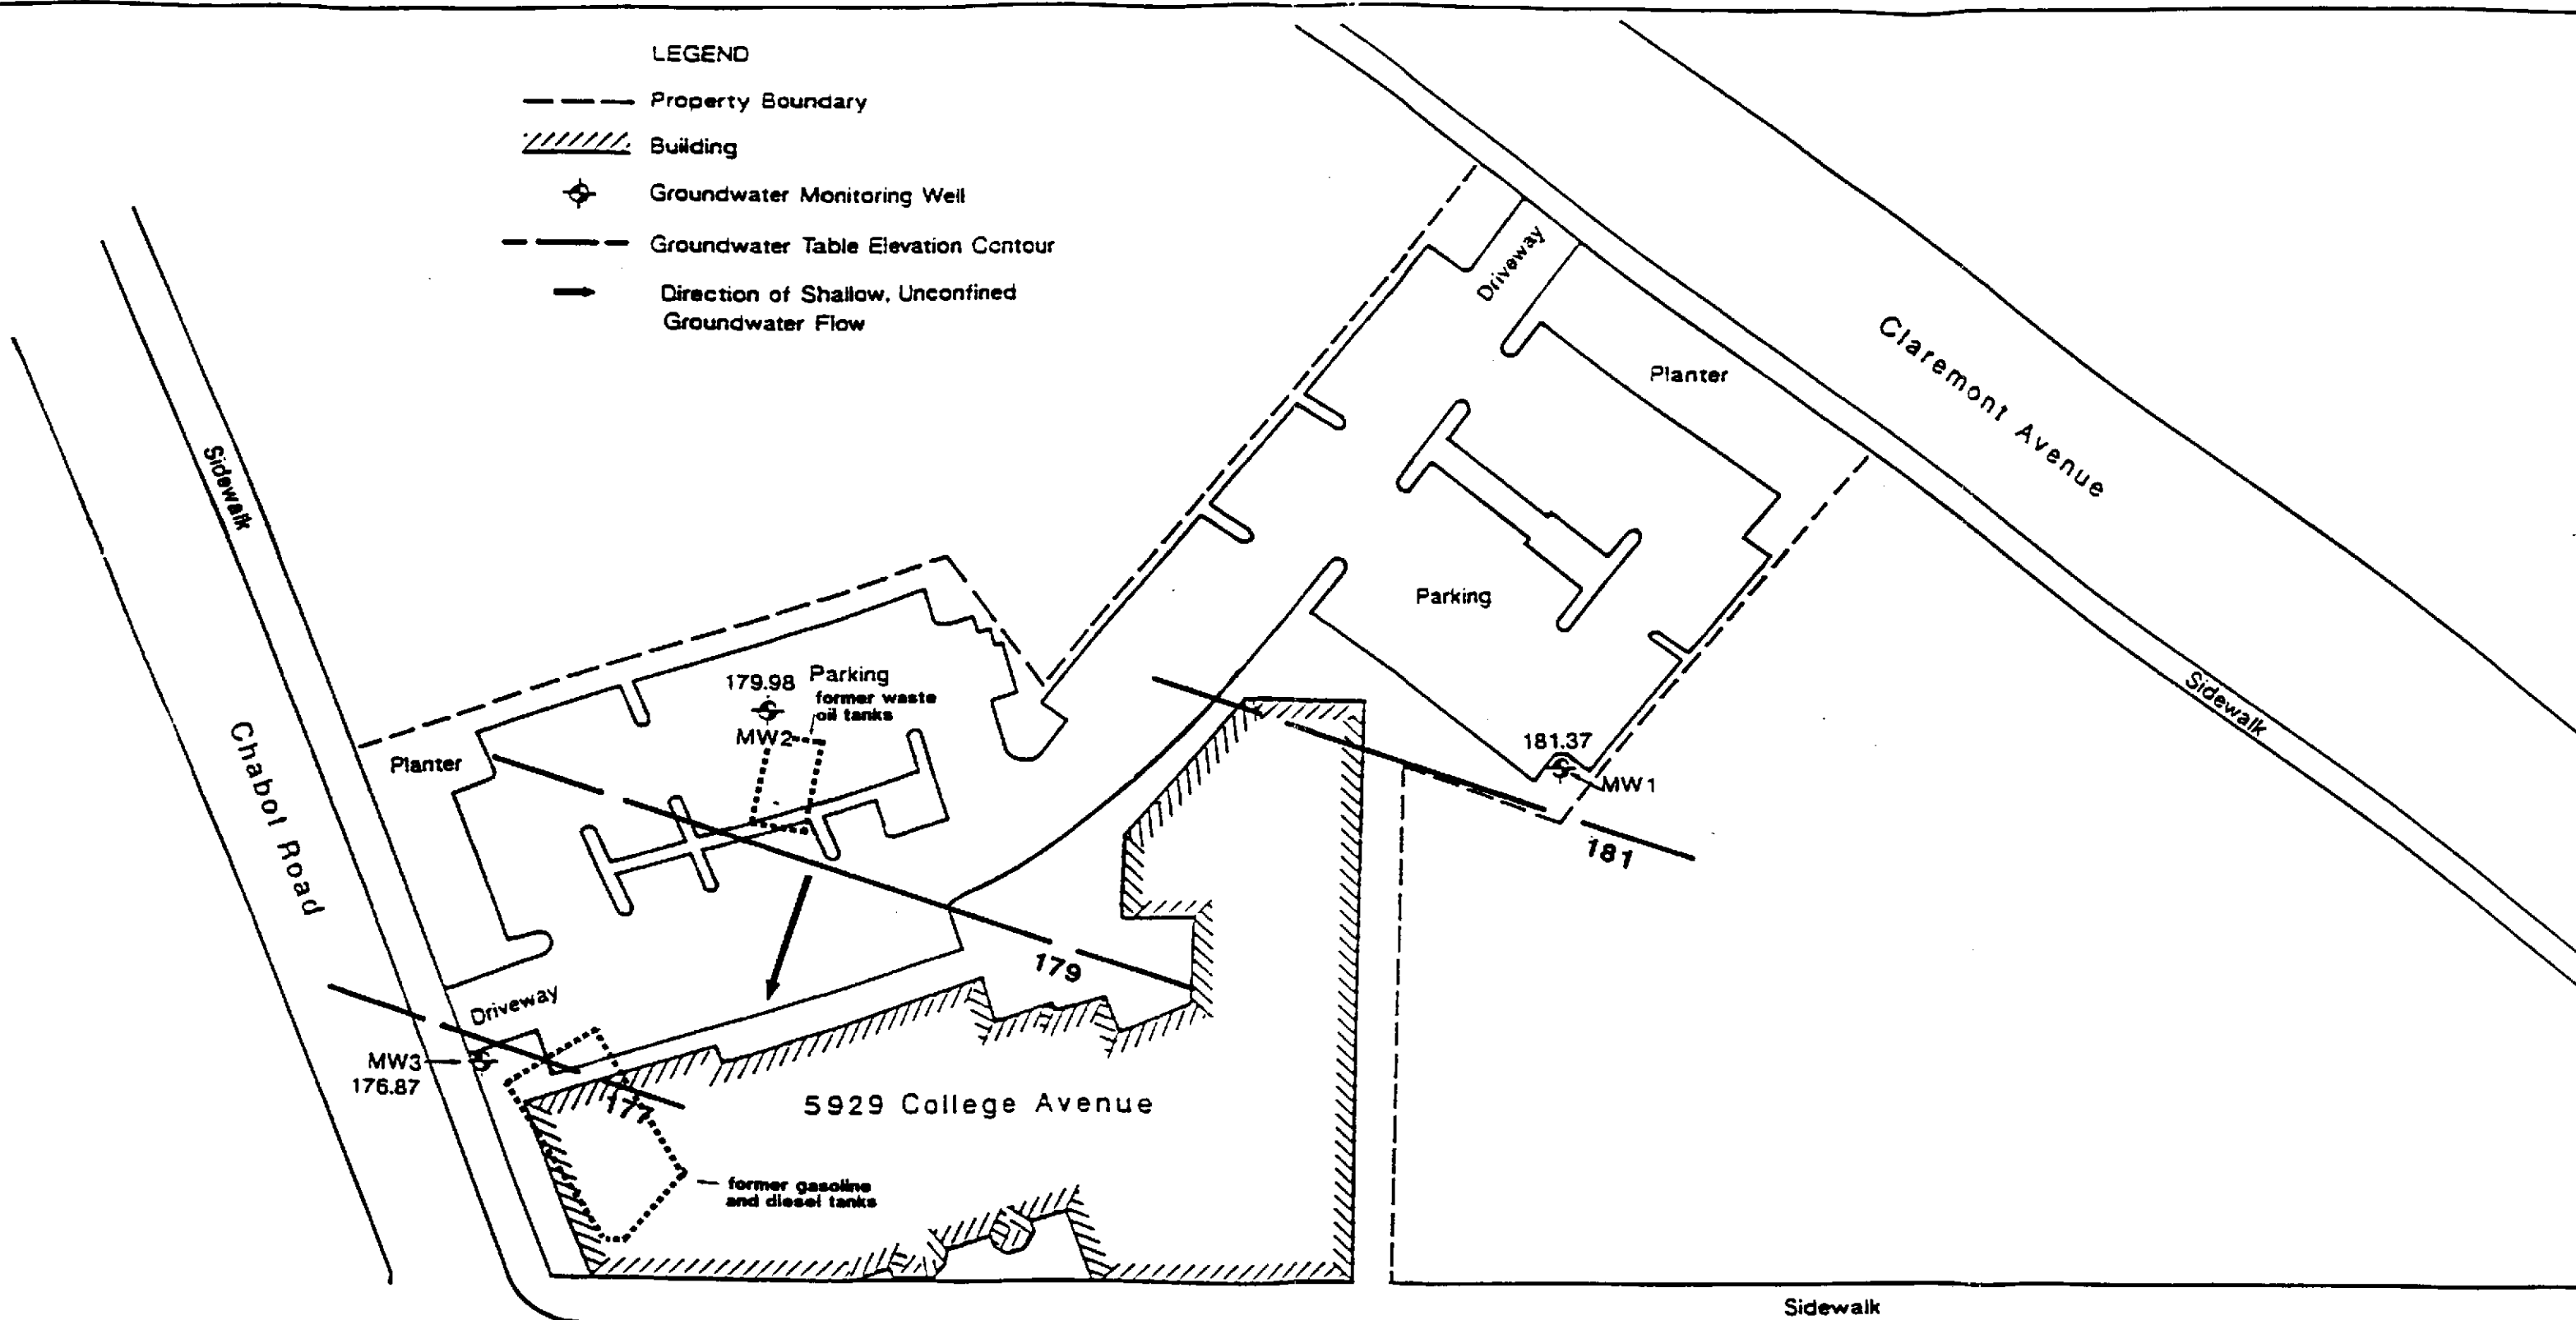 LEGEND
Property Boundary
Building
Groundwater Monitoring Well
Groundwater Table Elevation Contour
Direction of Shallow, Unconfined
Groundwater Flow
Driveway
Planter
Claremont Avenue
Sidewalk
Parking
Sidewalk
179.98
Parking
former waste
oil tanks
MW2
Planter
Chabot Road
181.37
MW1
181
179
Driveway
MW3
176.87
177
5929 College Avenue
former gasoline
and diesel tanks
Sidewalk